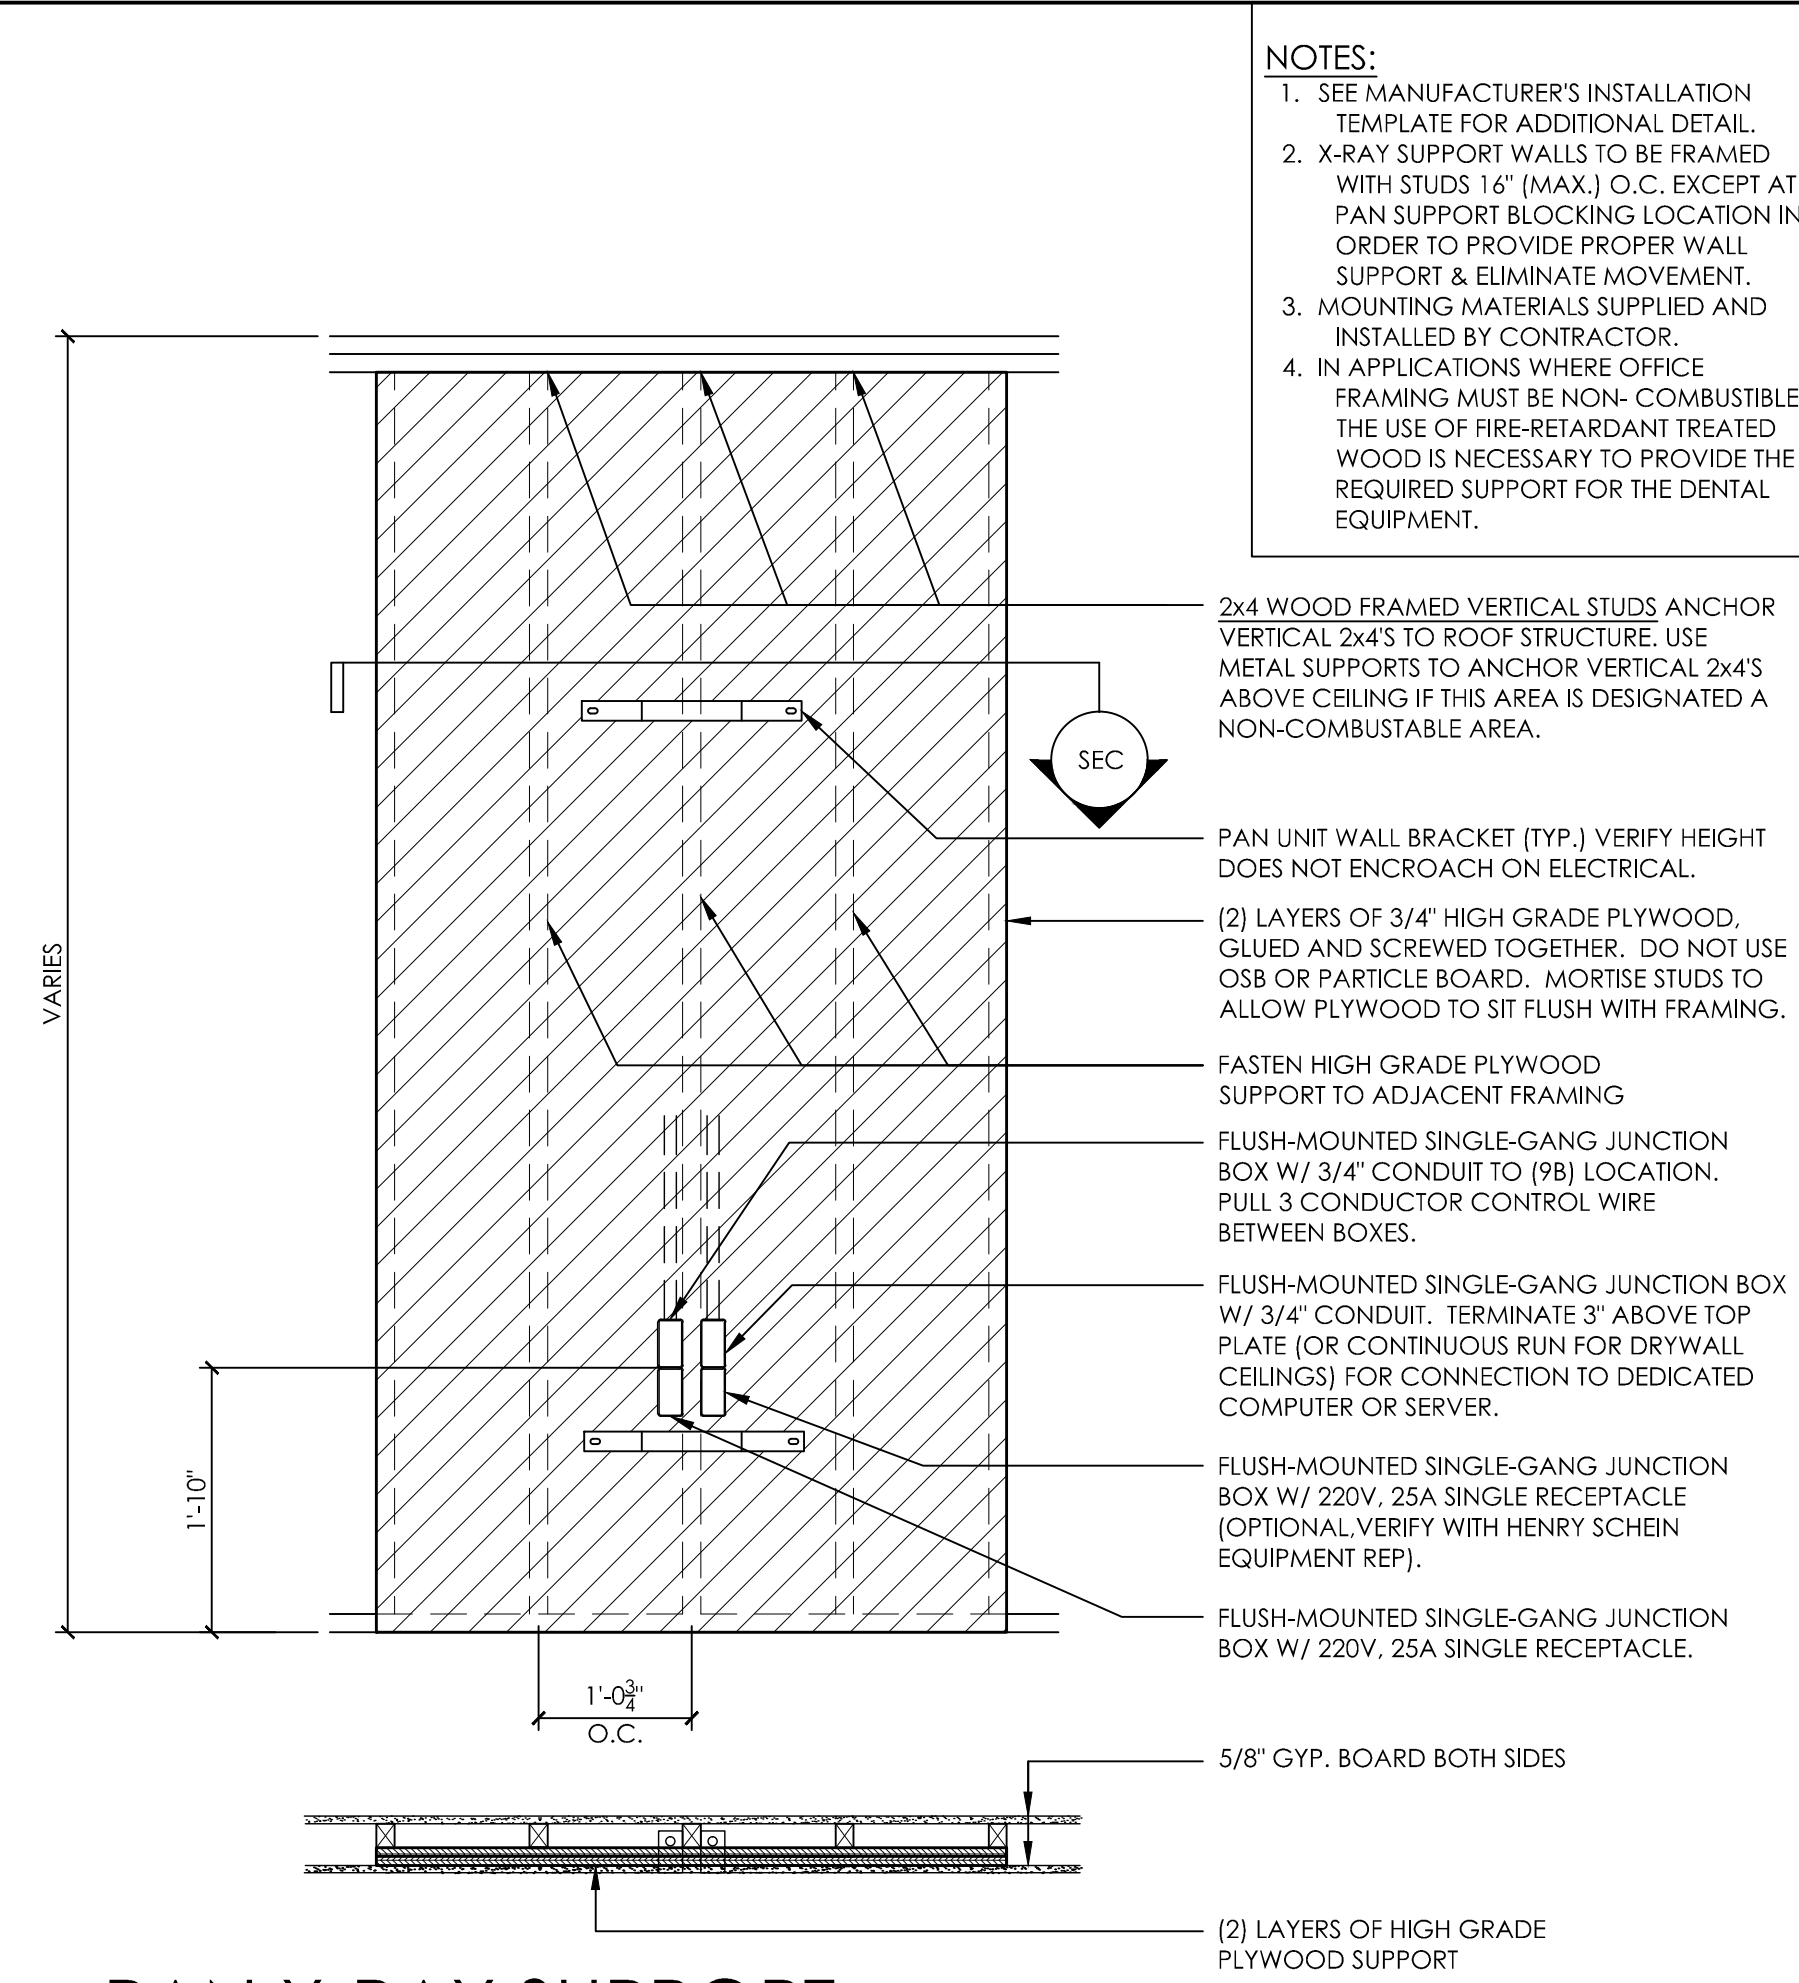 NOTES:
1. SEE MANUFACTURER'S INSTALLATION
TEMPLATE FOR ADDITIONAL DETAIL.
2. X-RAY SUPPORT WALLS TO BE FRAMED
WITH STUDS 16" (MAX.) O.C. EXCEPT AT
PAN SUPPORT BLOCKING LOCATION IN
ORDER TO PROVIDE PROPER WALL
SUPPORT & ELIMINATE MOVEMENT.
3. MOUNTING MATERIALS SUPPLIED AND
INSTALLED BY CONTRACTOR.
4. IN APPLICATIONS WHERE OFFICE
FRAMING MUST BE NON- COMBUSTIBLE
THE USE OF FIRE-RETARDANT TREATED
WOOD IS NECESSARY TO PROVIDE THE
REQUIRED SUPPORT FOR THE DENTAL
EQUIPMENT.
2x4 WOOD FRAMED VERTICAL STUDS ANCHOR
VERTICAL 2x4'S TO ROOF STRUCTURE. USE
METAL SUPPORTS TO ANCHOR VERTICAL 2x4'S
ABOVE CEILING IF THIS AREA IS DESIGNATED A
NON-COMBUSTABLE AREA.
SEC
PAN UNIT WALL BRACKET (TYP.) VERIFY HEIGHT
DOES NOT ENCROACH ON ELECTRICAL.
(2) LAYERS OF 3/4" HIGH GRADE PLYWOOD,
GLUED AND SCREWED TOGETHER. DO NOT USE
OSB OR PARTICLE BOARD. MORTISE STUDS TO
ALLOW PLYWOOD TO SIT FLUSH WITH FRAMING.
VARIES
FASTEN HIGH GRADE PLYWOOD
SUPPORT TO ADJACENT FRAMING
FLUSH-MOUNTED SINGLE-GANG JUNCTION
BOX W/ 3/4" CONDUIT TO (9B) LOCATION.
PULL 3 CONDUCTOR CONTROL WIRE
BETWEEN BOXES.
FLUSH-MOUNTED SINGLE-GANG JUNCTION BOX
W/ 3/4" CONDUIT. TERMINATE 3" ABOVE TOP
PLATE (OR CONTINUOUS RUN FOR DRYWALL
CEILINGS) FOR CONNECTION TO DEDICATED
COMPUTER OR SERVER.
1'-10"
FLUSH-MOUNTED SINGLE-GANG JUNCTION
BOX W/ 220V, 25A SINGLE RECEPTACLE
(OPTIONAL,VERIFY WITH HENRY SCHEIN
EQUIPMENT REP).
FLUSH-MOUNTED SINGLE-GANG JUNCTION
BOX W/ 220V, 25A SINGLE RECEPTACLE.
1'-0¾"
O.C.
5/8" GYP. BOARD BOTH SIDES
(2) LAYERS OF HIGH GRADE
PLYWOOD SUPPORT
PAN X-RAY SUPPORT